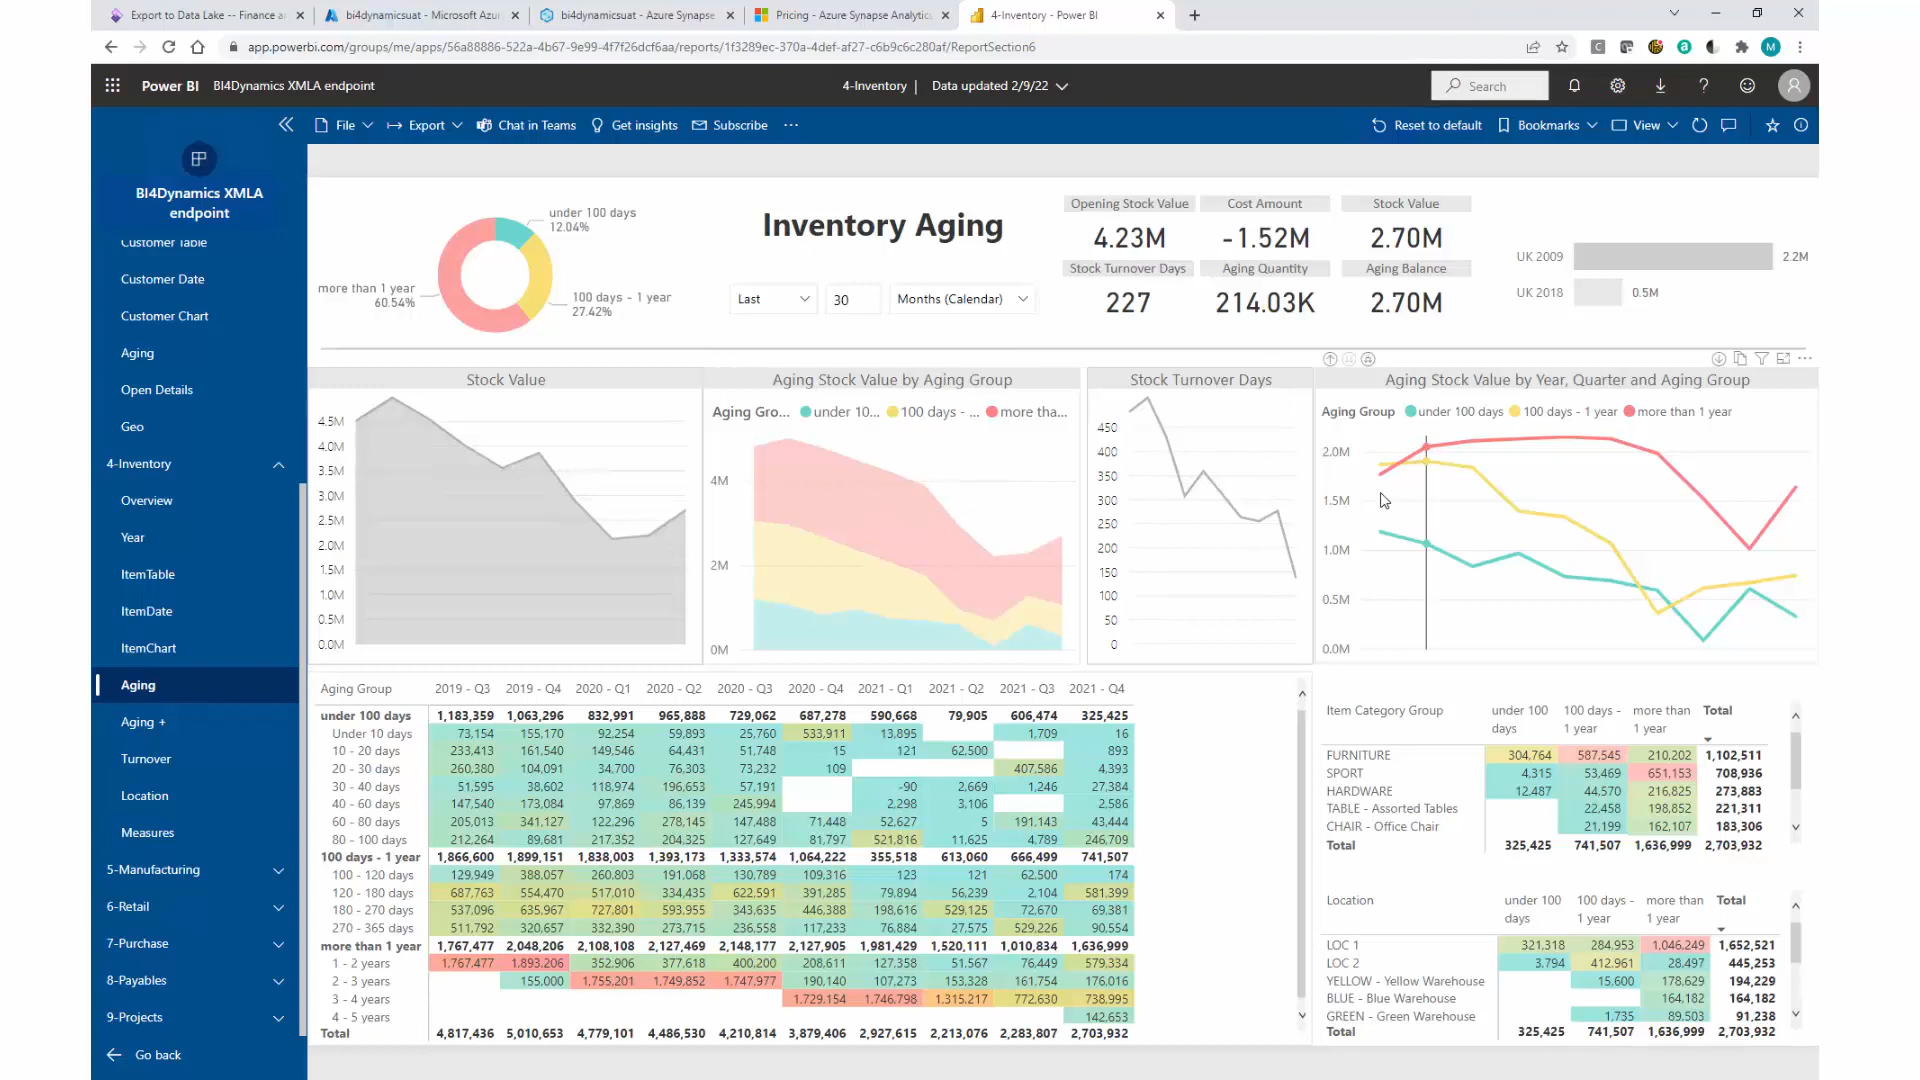 Export to Data Lake -- Finance a
bi4dynamicsuat - Microsoft Azur
bi4dynamicsuat - Azure Synapse
Pricing - Azure Synapse Analytic
4-Inventory - Power BI
app.powerbi.com/groups/me/apps/56a88886-522a-4b67-9e99-4f7f26dcf6aa/reports/1f3289ec-370a-4def-af27-c6b9c6c280af/ReportSection6
M
Power BI BI4Dynamics XMLA endpoint
4-Inventory | Data updated 2/9/22
Search
File Export Chat in Teams Get insights Subscribe ...
Reset to default Bookmarks View
BI4Dynamics XMLA
endpoint
Customer Table
Customer Date
Customer Chart
Aging
Open Details
Geo
4-Inventory
Overview
Year
ItemTable
ItemDate
ItemChart
Aging
Aging +
Turnover
Location
Measures
5-Manufacturing
6-Retail
7-Purchase
8-Payables
9-Projects
Go back
under 100 days
12.04%
more than 1 year
60.54%
100 days - 1 year
27.42%
Inventory Aging
Last 30 Months (Calendar)
Opening Stock Value Cost Amount Stock Value
4.23M -1.52M 2.70M
Stock Turnover Days Aging Quantity Aging Balance
227 214.03K 2.70M
UK 2009 2.2M
UK 2018 0.5M
Stock Value
4.5M
4.0M
3.5M
3.0M
2.5M
2.0M
1.5M
1.0M
0.5M
0.0M
Aging Stock Value by Aging Group
Aging Gro... under 10... 100 days - ... more tha...
4M
2M
0M
Stock Turnover Days
450
400
350
300
250
200
150
100
50
0
Aging Stock Value by Year, Quarter and Aging Group
Aging Group under 100 days 100 days - 1 year more than 1 year
2.0M
1.5M
1.0M
0.5M
0.0M
Aging Group 2019 - Q3 2019 - Q4 2020 - Q1 2020 - Q2 2020 - Q3 2020 - Q4 2021 - Q1 2021 - Q2 2021 - Q3 2021 - Q4
under 100 days 1,183,359 1,063,296 832,991 965,888 729,062 687,278 590,668 79,905 606,474 325,425
Under 10 days 73,154 155,170 92,254 59,893 25,760 533,911 13,895 1,709 16
10 - 20 days 233,413 161,540 149,546 64,431 51,748 15 121 62,500 893
20 - 30 days 260,380 104,091 34,700 76,303 73,232 109 407,586 4,393
30 - 40 days 51,595 38,602 118,974 196,653 57,191 -90 2,669 1,246 27,384
40 - 60 days 147,540 173,084 97,869 86,139 245,994 2,298 3,106 2,586
60 - 80 days 205,013 341,127 122,296 278,145 147,488 71,448 52,627 5 191,143 43,444
80 - 100 days 212,264 89,681 217,352 204,325 127,649 81,797 521,816 11,625 4,789 246,709
100 days - 1 year 1,866,600 1,899,151 1,838,003 1,393,173 1,333,574 1,064,222 355,518 613,060 666,499 741,507
100 - 120 days 129,949 388,057 260,803 191,068 130,789 109,316 123 121 62,500 174
120 - 180 days 687,763 554,470 517,010 334,435 622,591 391,285 79,894 56,239 2,104 581,399
180 - 270 days 537,096 635,967 727,801 593,955 343,635 446,388 198,616 529,125 72,670 69,381
270 - 365 days 511,792 320,657 332,390 273,715 236,558 117,233 76,884 27,575 529,226 90,554
more than 1 year 1,767,477 2,048,206 2,108,108 2,127,469 2,148,177 2,127,905 1,981,429 1,520,111 1,010,834 1,636,999
1 - 2 years 1,767,477 1,893,206 352,906 377,618 400,200 208,611 127,358 51,567 76,449 579,334
2 - 3 years 155,000 1,755,201 1,749,852 1,747,977 190,140 107,273 153,328 161,754 176,016
3 - 4 years 1,729,154 1,746,798 1,315,217 772,630 738,995
4 - 5 years 142,653
Total 4,817,436 5,010,653 4,779,101 4,486,530 4,210,814 3,879,406 2,927,615 2,213,076 2,283,807 2,703,932
Item Category Group under 100 days 100 days - 1 year more than 1 year Total
FURNITURE 304,764 587,545 210,202 1,102,511
SPORT 4,315 53,469 651,153 708,936
HARDWARE 12,487 44,570 216,825 273,883
TABLE - Assorted Tables 22,458 198,852 221,311
CHAIR - Office Chair 21,199 162,107 183,306
Total 325,425 741,507 1,636,999 2,703,932
Location under 100 days 100 days - 1 year more than 1 year Total
LOC 1 321,318 284,953 1,046,249 1,652,521
LOC 2 3,794 412,961 28,497 445,253
YELLOW - Yellow Warehouse 15,600 178,629 194,229
BLUE - Blue Warehouse 164,182 164,182
GREEN - Green Warehouse 1,735 89,503 91,238
Total 325,425 741,507 1,636,999 2,703,932